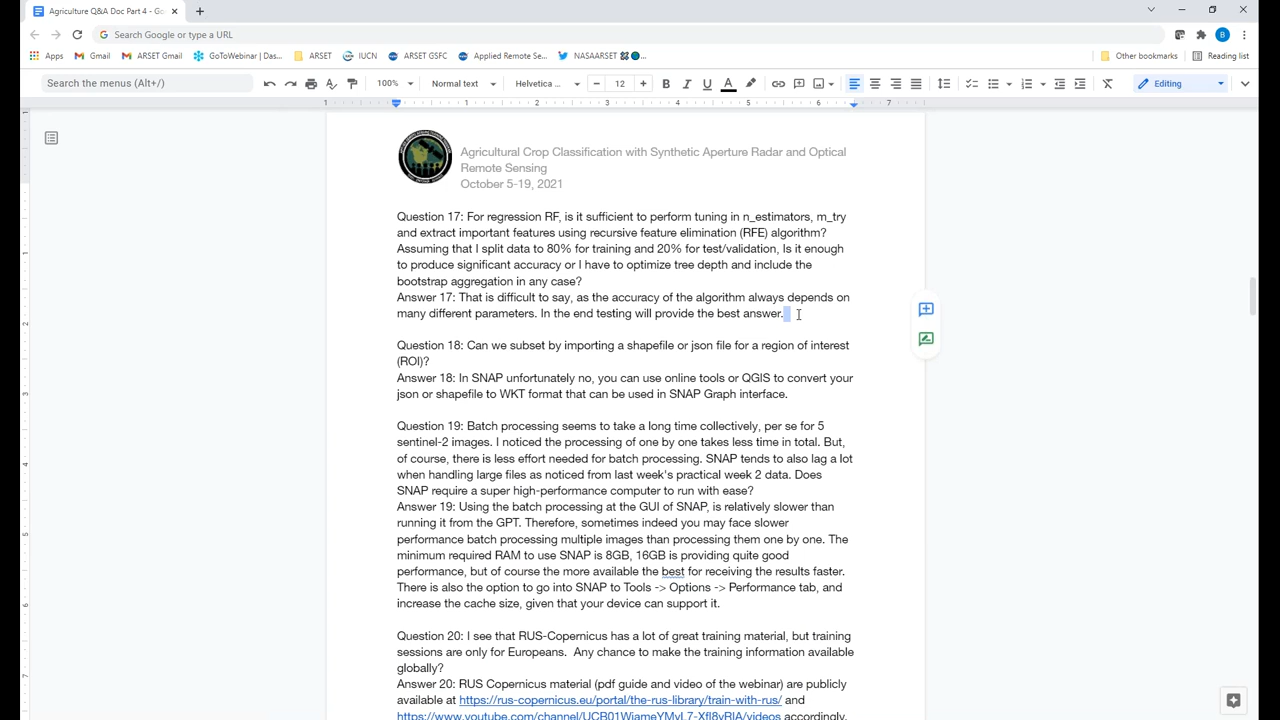 Agriculture Q&A Doc Part 4 - Go
Search Google or type a URL
B
Apps
Gmail
ARSET Gmail
GoToWebinar | Das...
ARSET
IUCN
ARSET GSFC
Applied Remote Se...
NASAARSET
Other bookmarks
Reading list
Search the menus (Alt+/)
100%
Normal text
Helvetica ...
12
B I U A
Editing
1 1 2 3 4 5 6 7
Agricultural Crop Classification with Synthetic Aperture Radar and Optical
Remote Sensing
October 5-19, 2021
Question 17: For regression RF, is it sufficient to perform tuning in n_estimators, m_try
and extract important features using recursive feature elimination (RFE) algorithm?
Assuming that I split data to 80% for training and 20% for test/validation, Is it enough
to produce significant accuracy or I have to optimize tree depth and include the
bootstrap aggregation in any case?
Answer 17: That is difficult to say, as the accuracy of the algorithm always depends on
many different parameters. In the end testing will provide the best answer.
Question 18: Can we subset by importing a shapefile or json file for a region of interest
(ROI)?
Answer 18: In SNAP unfortunately no, you can use online tools or QGIS to convert your
json or shapefile to WKT format that can be used in SNAP Graph interface.
Question 19: Batch processing seems to take a long time collectively, per se for 5
sentinel-2 images. I noticed the processing of one by one takes less time in total. But,
of course, there is less effort needed for batch processing. SNAP tends to also lag a lot
when handling large files as noticed from last week's practical week 2 data. Does
SNAP require a super high-performance computer to run with ease?
Answer 19: Using the batch processing at the GUI of SNAP, is relatively slower than
running it from the GPT. Therefore, sometimes indeed you may face slower
performance batch processing multiple images than processing them one by one. The
minimum required RAM to use SNAP is 8GB, 16GB is providing quite good
performance, but of course the more available the best for receiving the results faster.
There is also the option to go into SNAP to Tools -> Options -> Performance tab, and
increase the cache size, given that your device can support it.
Question 20: I see that RUS-Copernicus has a lot of great training material, but training
sessions are only for Europeans.  Any chance to make the training information available
globally?
Answer 20: RUS Copernicus material (pdf guide and video of the webinar) are publicly
available at https://rus-copernicus.eu/portal/the-rus-library/train-with-rus/ and
accordingly.